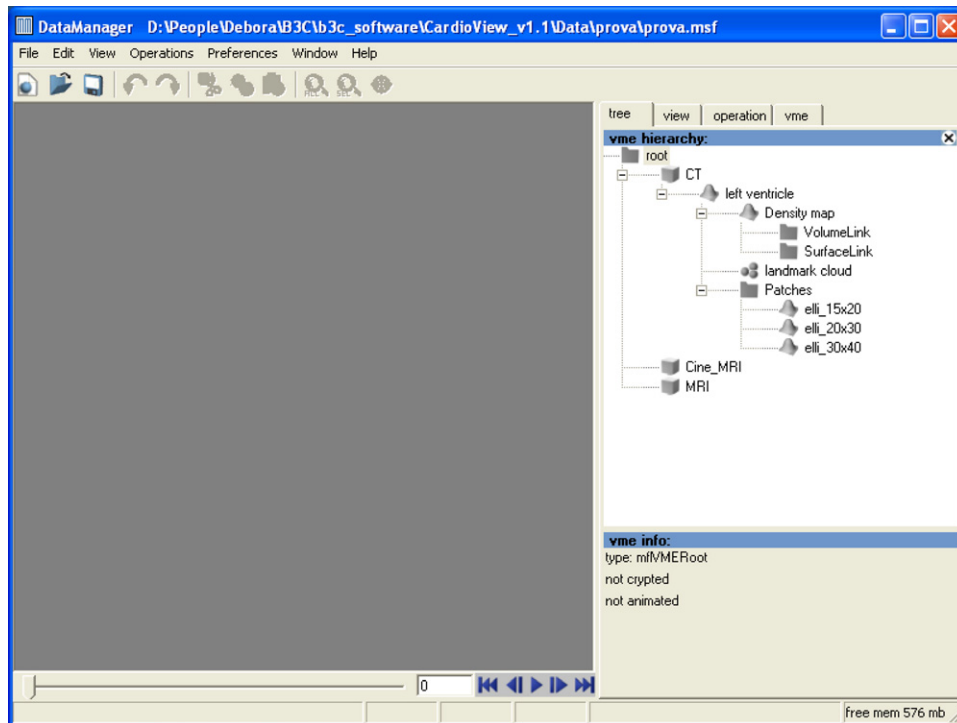 DataManager D:\People\Debora\B3C\b3c_software\CardioView_v1.1\Data\prova\prova.msf
File Edit View Operations Preferences Window Help
ALL SEL
tree view operation vme
vme hierarchy:
root
CT
left ventricle
Density map
VolumeLink
SurfaceLink
landmark cloud
Patches
elli_15x20
elli_20x30
elli_30x40
Cine_MRI
MRI
vme info:
type: mflVMERoot
not crypted
not animated
0
free mem 576 mb